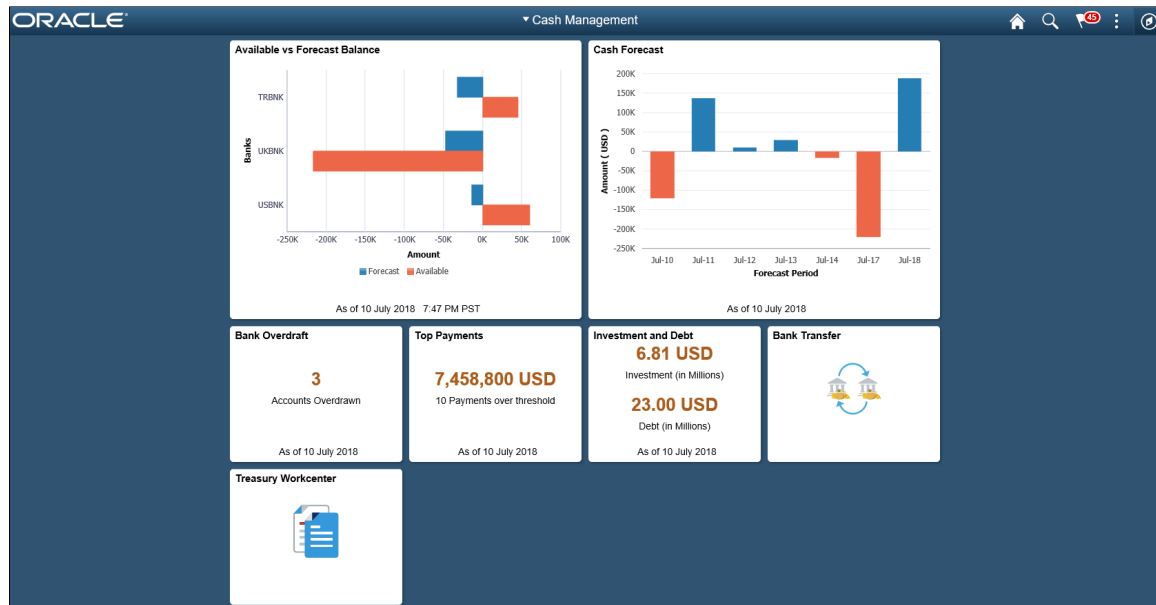 ORACLE
Cash Management
45
Available vs Forecast Balance
TRBNK
UKBNK
USBNK
Banks
-250K -200K -150K -100K -50K 0K 50K 100K
Amount
Forecast Available
As of 10 July 2018 7:47 PM PST
Cash Forecast
200K
150K
100K
50K
0
-50K
-100K
-150K
-200K
-250K
Amount ( USD )
Jul-10 Jul-11 Jul-12 Jul-13 Jul-14 Jul-17 Jul-18
Forecast Period
As of 10 July 2018
Bank Overdraft
3
Accounts Overdrawn
As of 10 July 2018
Top Payments
7,458,800 USD
10 Payments over threshold
As of 10 July 2018
Investment and Debt
6.81 USD
Investment (in Millions)
23.00 USD
Debt (in Millions)
As of 10 July 2018
Bank Transfer
Treasury Workcenter